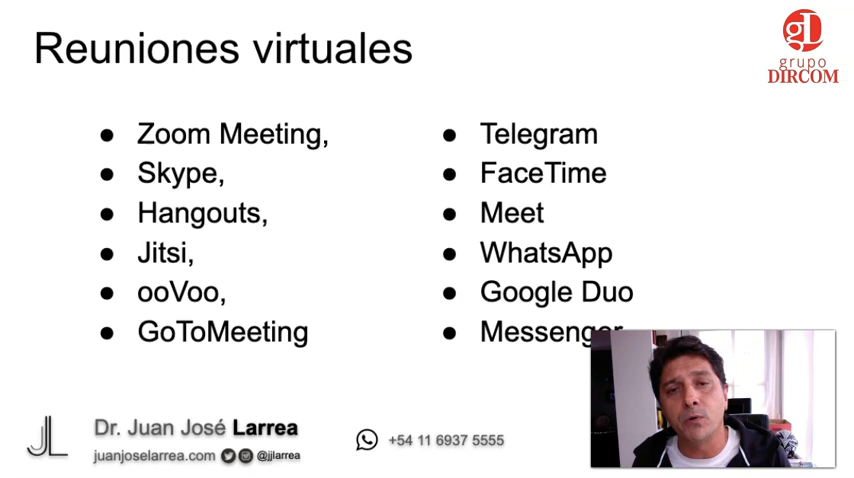 Reuniones virtuales
gL
grupo
DIRCOM
Zoom Meeting,
Skype,
Hangouts,
Jitsi,
ooVoo,
GoToMeeting
Telegram
FaceTime
Meet
WhatsApp
Google Duo
Messenger
JL
Dr. Juan José Larrea
juanjoselarrea.com @jjlarrea
+54 11 6937 5555